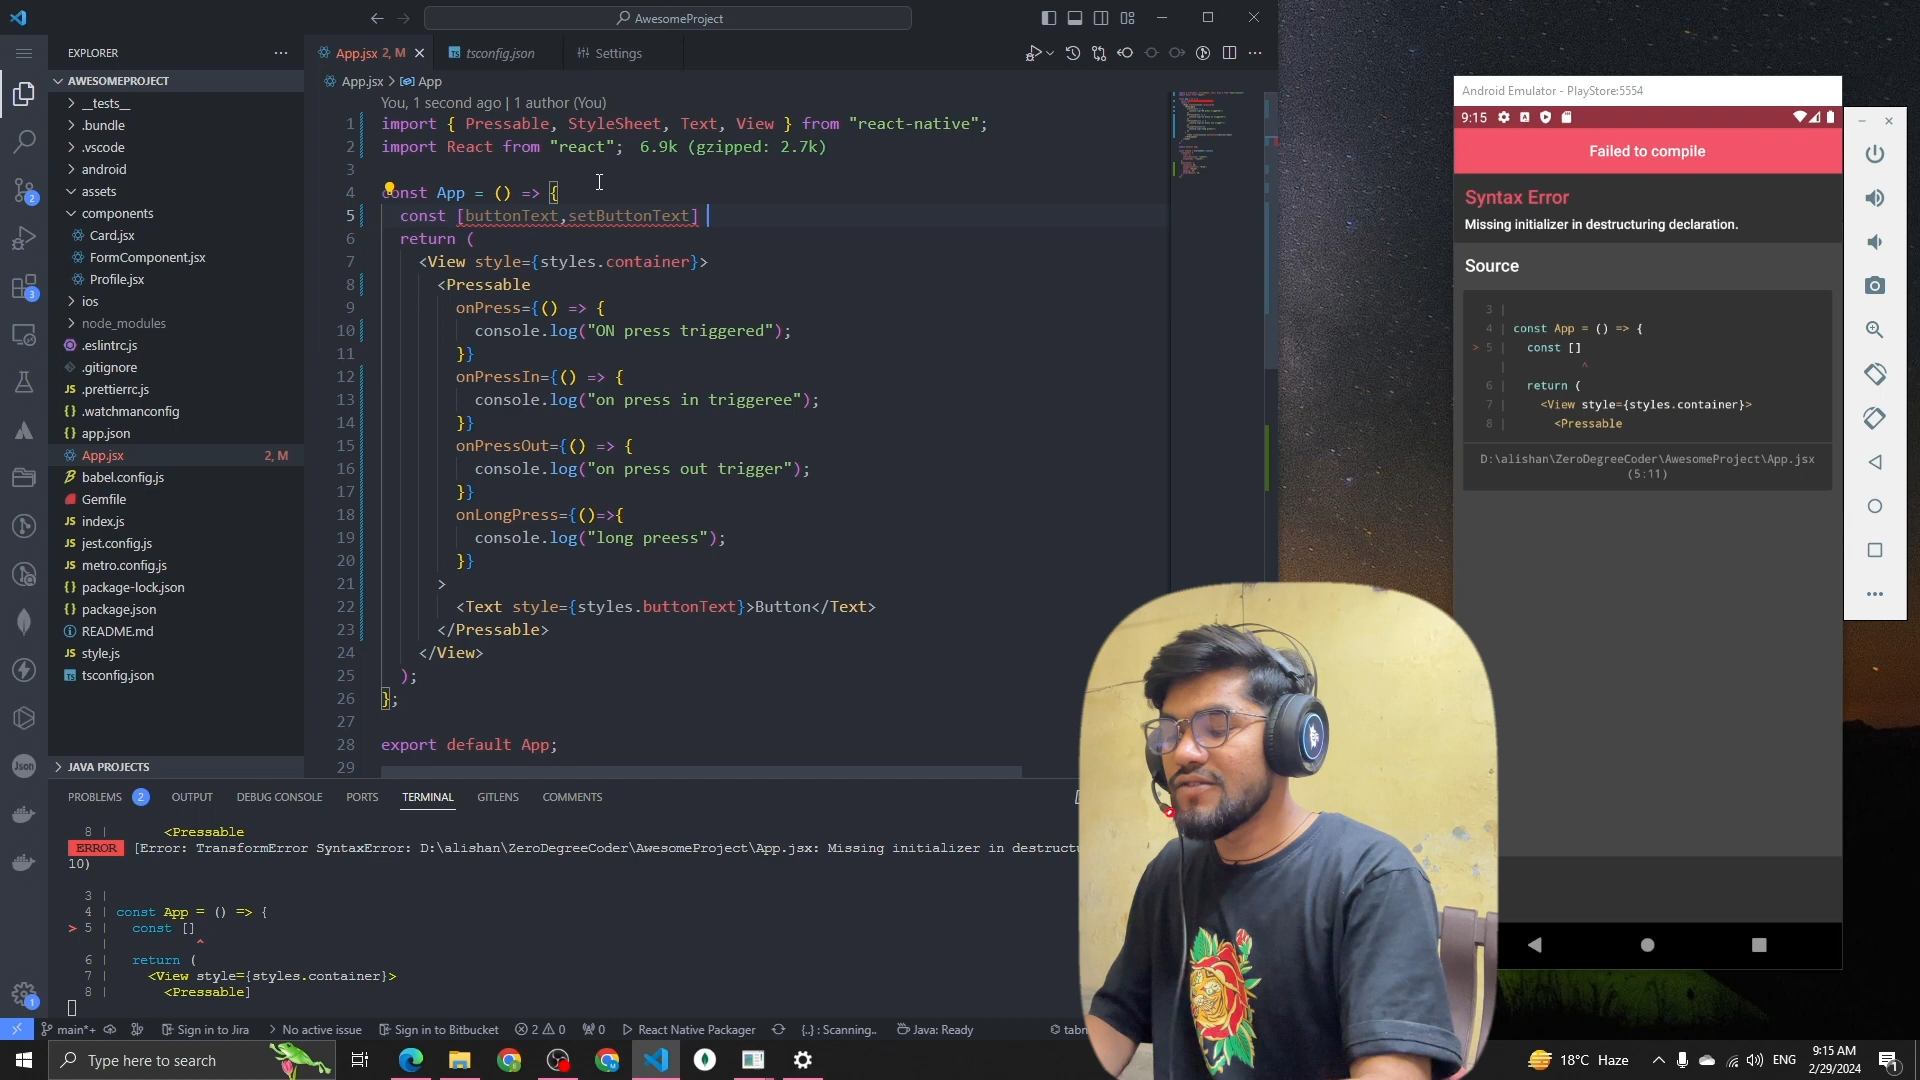 AwesomeProject
EXPLORER
App.jsx 2, M
tsconfig.json
Settings
AWESOMEPROJECT
App.jsx > App
__tests__
.bundle
.vscode
android
assets
components
Card.jsx
FormComponent.jsx
Profile.jsx
ios
node_modules
.eslintrc.js
.gitignore
.prettierrc.js
.watchmanconfig
app.json
App.jsx 2, M
babel.config.js
Gemfile
index.js
jest.config.js
metro.config.js
package-lock.json
package.json
README.md
style.js
tsconfig.json
JAVA PROJECTS
You, 1 second ago | 1 author (You)
1 import { Pressable, StyleSheet, Text, View } from "react-native";
2 import React from "react"; 6.9k (gzipped: 2.7k)
3
4 const App = () => {
5 const [buttonText,setButtonText]
6 return (
7 <View style={styles.container}>
8 <Pressable
9 onPress={() => {
10 console.log("ON press triggered");
11 }}
12 onPressIn={() => {
13 console.log("on press in triggeree");
14 }}
15 onPressOut={() => {
16 console.log("on press out trigger");
17 }}
18 onLongPress={()=>{
19 console.log("long preess");
20 }}
21 >
22 <Text style={styles.buttonText}>Button</Text>
23 </Pressable>
24 </View>
25 );
26 };
27
28 export default App;
29
PROBLEMS 2 OUTPUT DEBUG CONSOLE PORTS TERMINAL GITLENS COMMENTS
8 | <Pressable
ERROR [Error: TransformError SyntaxError: D:\alishan\ZeroDegreeCoder\AwesomeProject\App.jsx: Missing initializer in destruct
10)
3 |
4 | const App = () => {
> 5 | const []
| ^
6 | return (
7 | <View style={styles.container}>
8 | <Pressable]
main*+ Sign in to Jira No active issue Sign in to Bitbucket 2 0 0 React Native Packager {..} : Scanning.. Java: Ready tabn
Android Emulator - PlayStore:5554
9:15
Failed to compile
Syntax Error
Missing initializer in destructuring declaration.
Source
3 |
4 | const App = () => {
> 5 | const []
| ^
6 | return (
7 | <View style={styles.container}>
8 | <Pressable
D:\alishan\ZeroDegreeCoder\AwesomeProject\App.jsx
(5:11)
Type here to search
18°C Haze
ENG
9:15 AM
2/29/2024